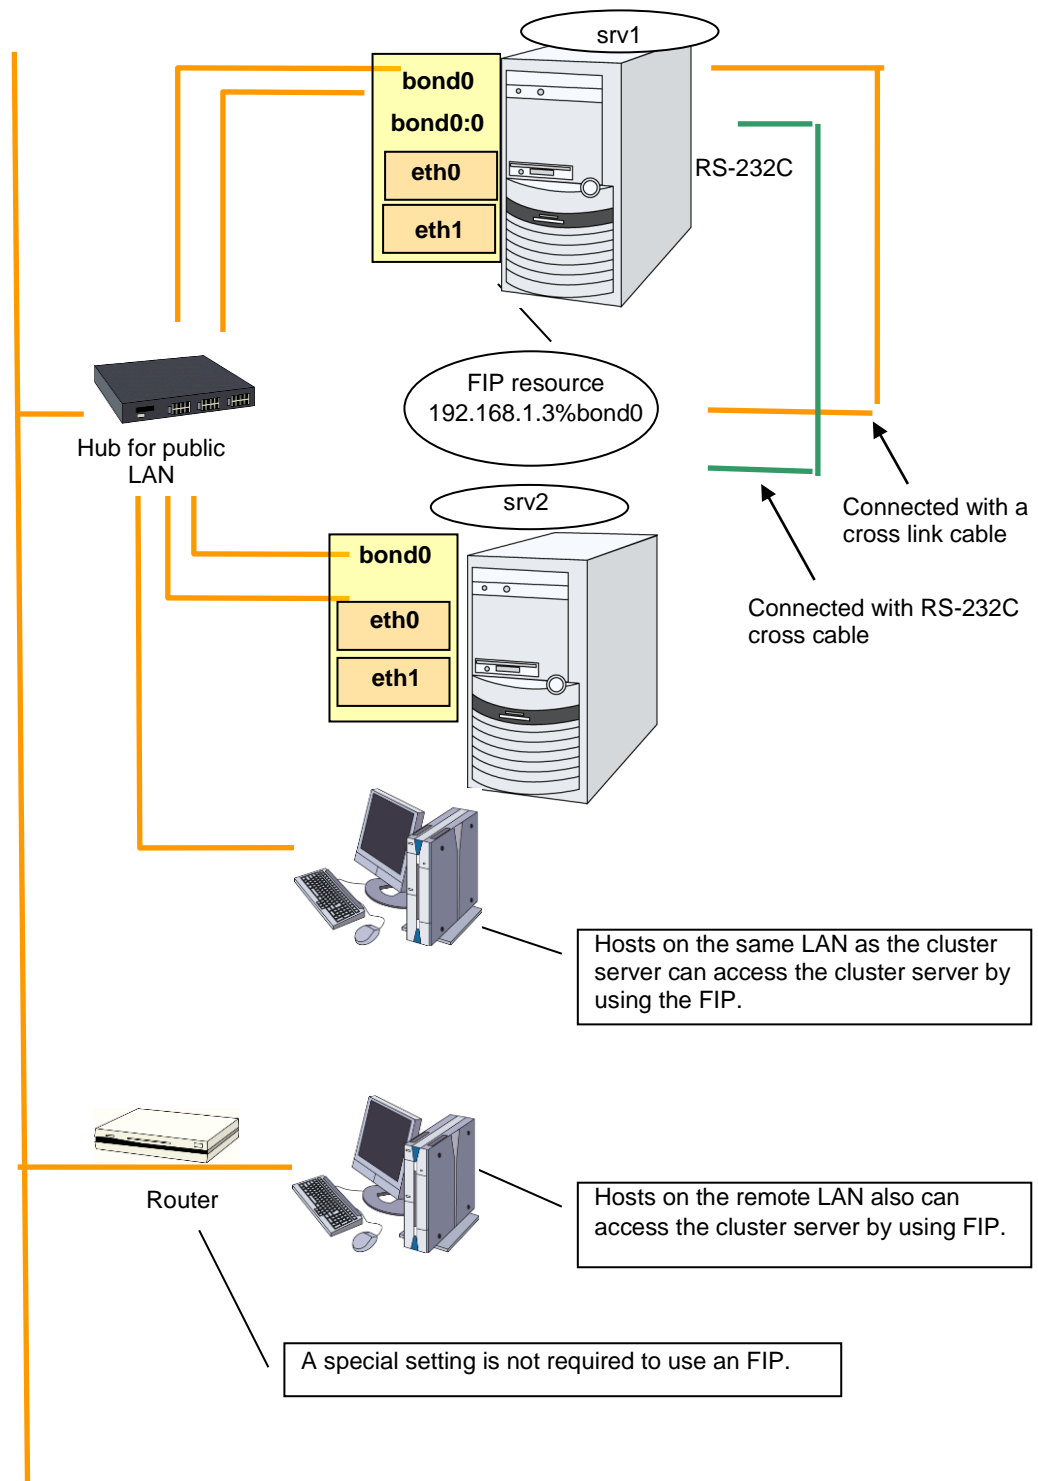 srv1
bond0
bond0:0
eth0
eth1
RS-232C
FIP resource
192.168.1.3%bond0
Hub for public
LAN
srv2
Connected with a
cross link cable
bond0
eth0
eth1
Connected with RS-232C
cross cable
Hosts on the same LAN as the cluster
server can access the cluster server by
using the FIP.
Router
Hosts on the remote LAN also can
access the cluster server by using FIP.
A special setting is not required to use an FIP.